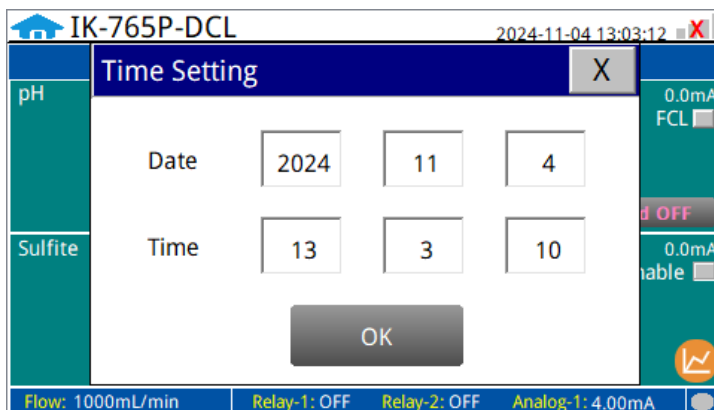 IK-765P-DCL
2024-11-04 13:03:12 X
Time Setting X
pH
0.0mA
FCL
Date 2024 11 4
d OFF
Sulfite
Time 13 3 10
0.0mA
nable
OK
Flow: 1000mL/min Relay-1: OFF Relay-2: OFF Analog-1: 4.00mA